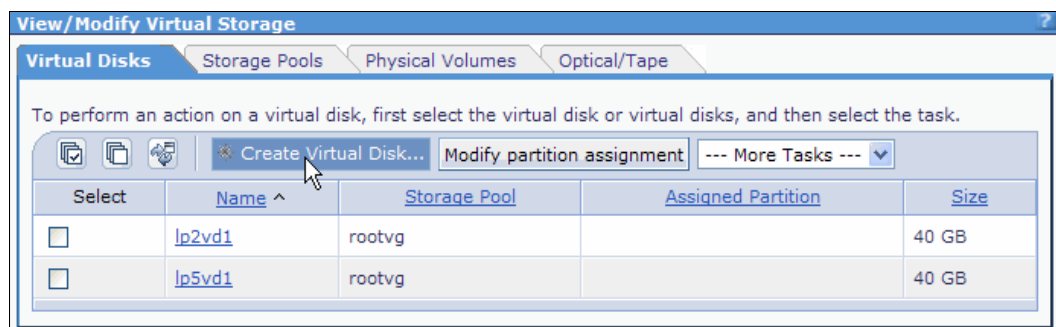 View/Modify Virtual Storage ?
Virtual Disks Storage Pools Physical Volumes Optical/Tape
To perform an action on a virtual disk, first select the virtual disk or virtual disks, and then select the task.
Create Virtual Disk... Modify partition assignment --- More Tasks ---
Select Name ^ Storage Pool Assigned Partition Size
lp2vd1 rootvg 40 GB
lp5vd1 rootvg 40 GB